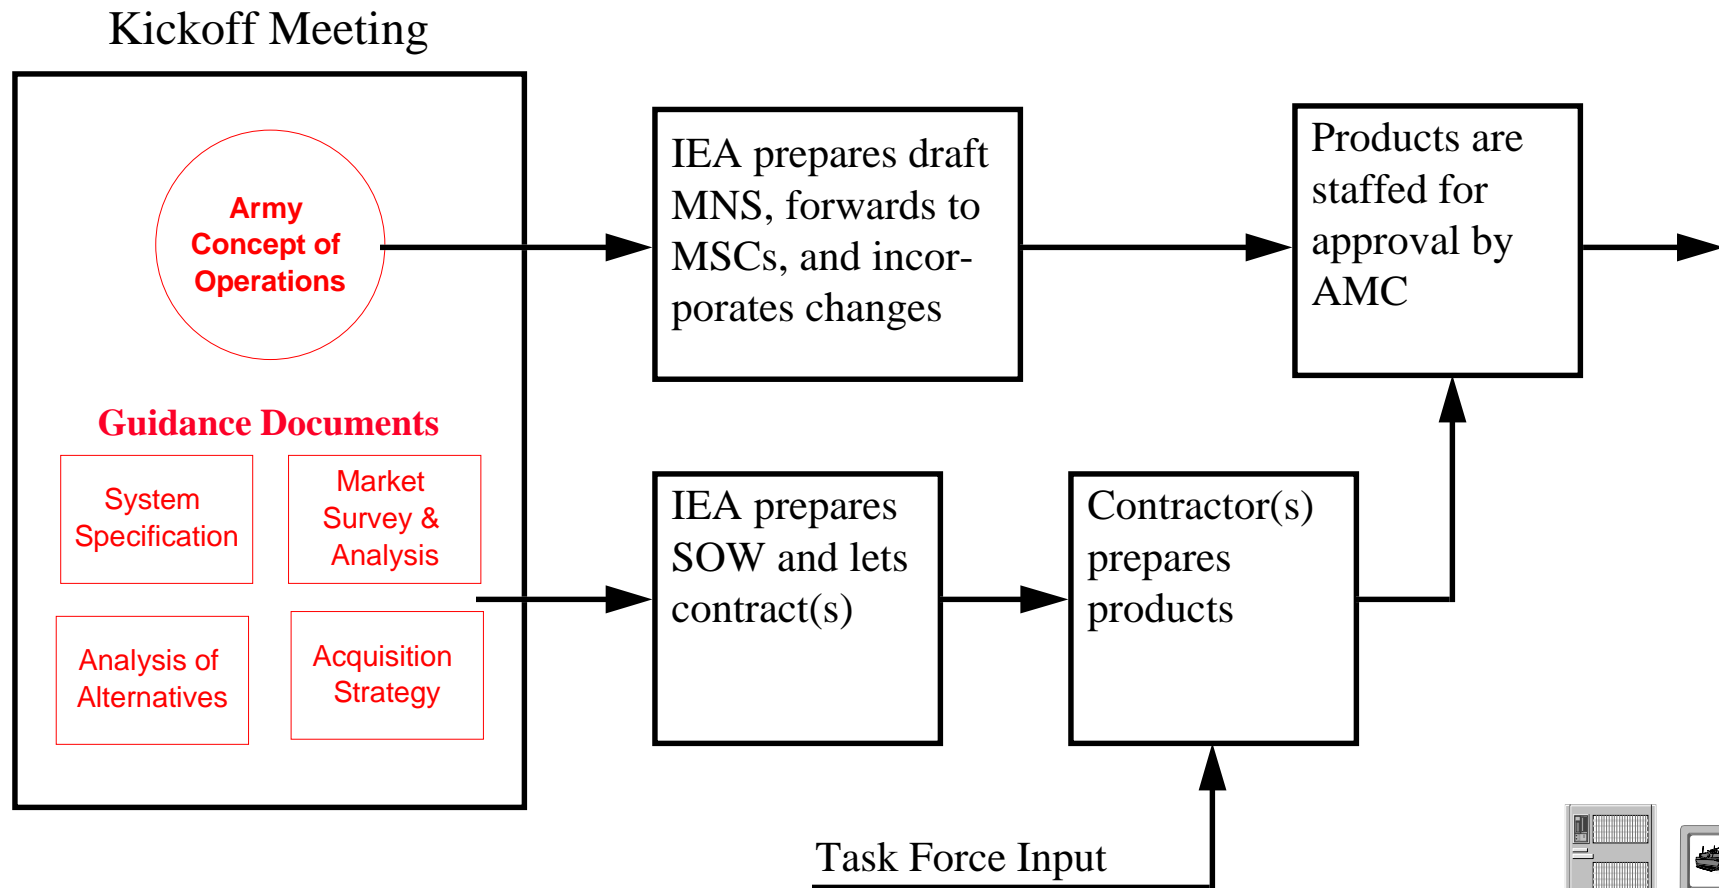 Kickoff Meeting
Army
Concept of
Operations
Guidance Documents
System
Specification
Market
Survey &
Analysis
Analysis of
Alternatives
Acquisition
Strategy
IEA prepares draft
MNS, forwards to
MSCs, and incor-
porates changes
Products are
staffed for
approval by
AMC
IEA prepares
SOW and lets
contract(s)
Contractor(s)
prepares
products
Task Force Input